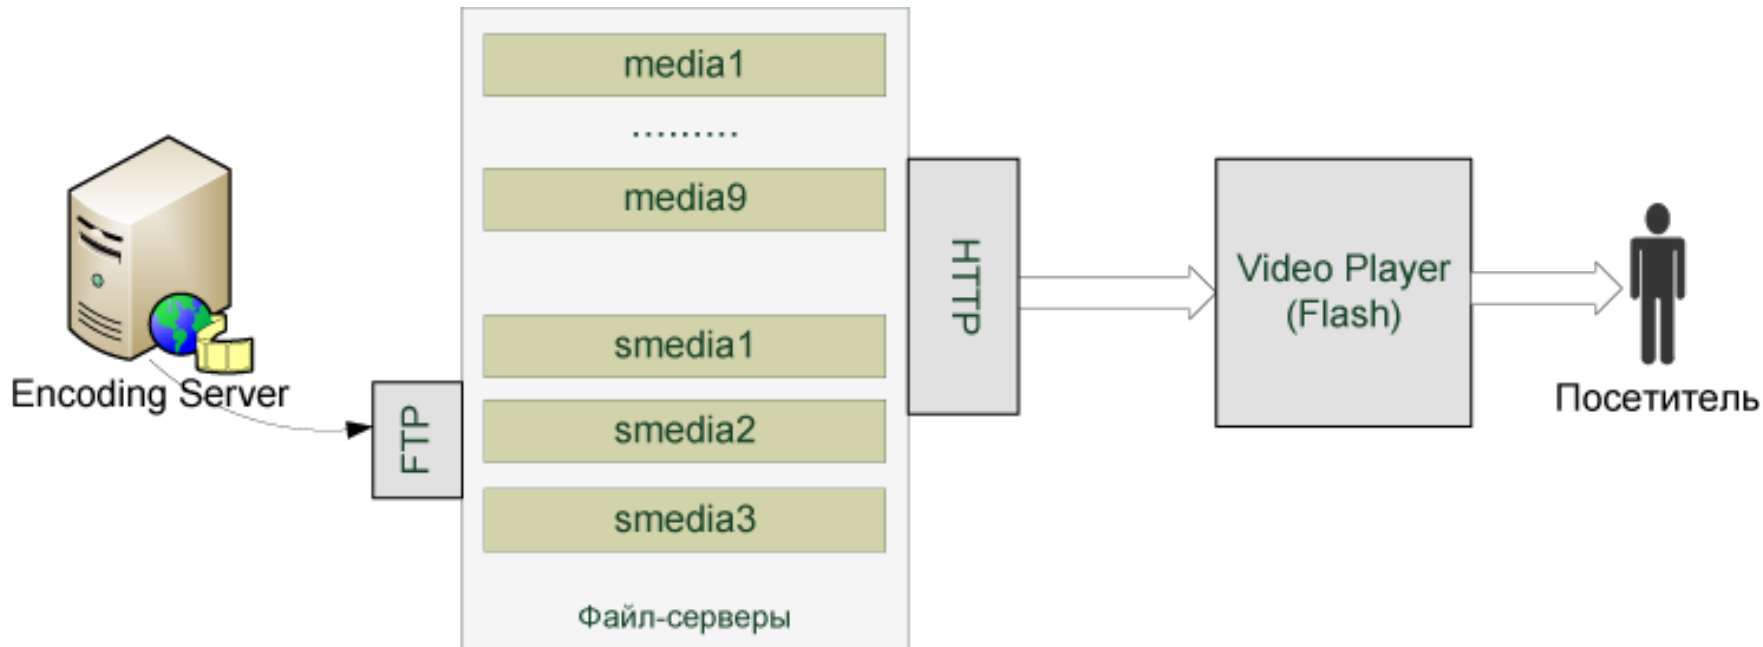 Encoding Server
FTP
media1
.........
media9
smedia1
smedia2
smedia3
Файл-серверы
HTTP
Video Player
(Flash)
Посетитель